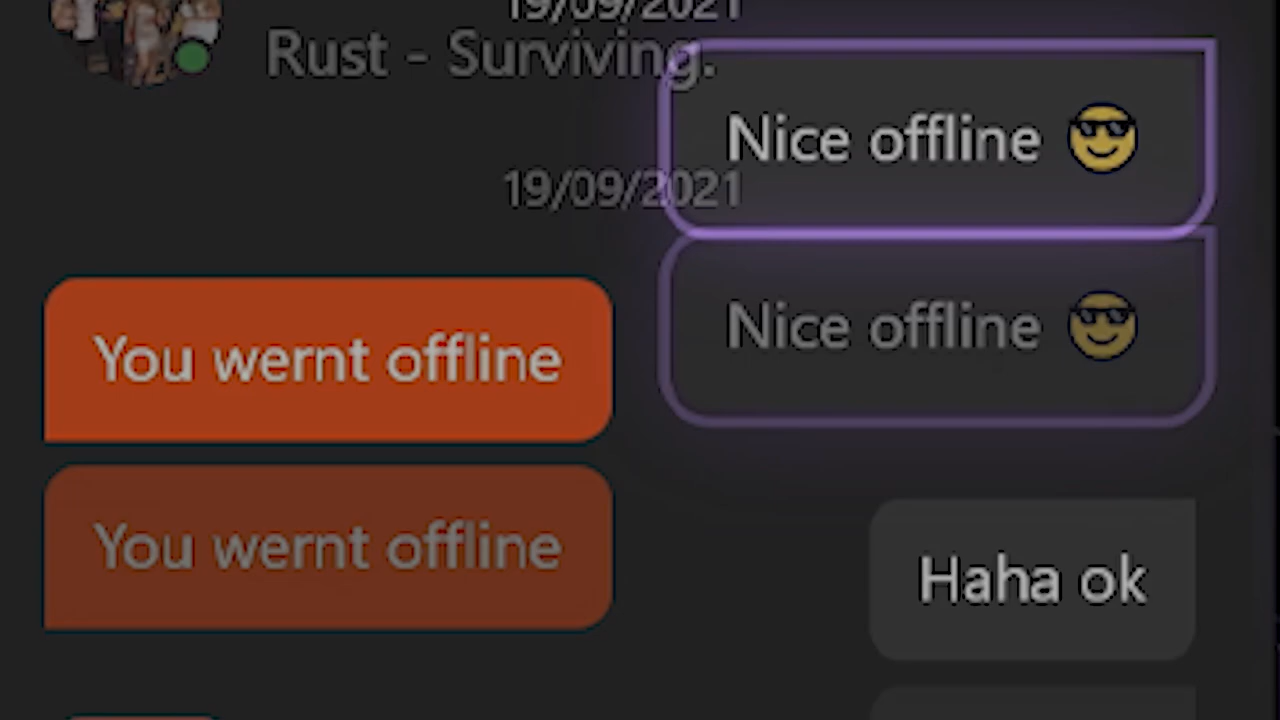 19/09/2021
Rust - Surviving.
Nice offline 😎
19/09/2021
Nice offline 😎
You wernt offline
You wernt offline
Haha ok